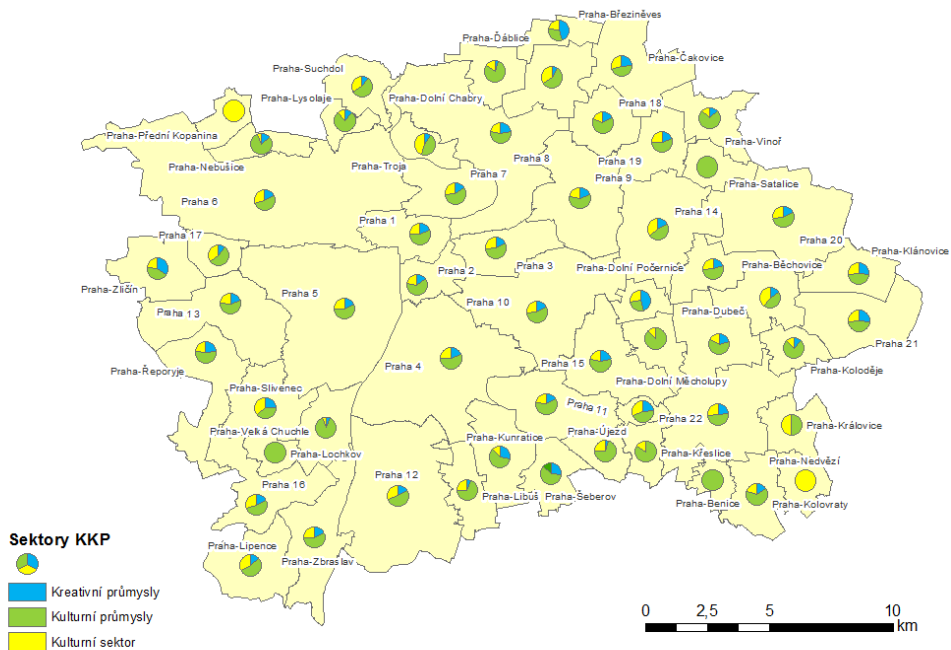 Praha-Březiněves
Praha-Ďáblice
Praha-Čakovice
Praha-Suchdol
Praha-Lysolaje
Praha-Dolní Chabry
Praha 18
Praha-Přední Kopanina
Praha-Vinoř
Praha 8
Praha 19
Praha-Nebušice
Praha-Troja
Praha 7
Praha 9
Praha-Satalice
Praha 6
Praha 1
Praha 14
Praha 20
Praha 17
Praha-Klánovice
Praha 2
Praha 3
Praha-Dolní Počernice
Praha-Běchovice
Praha-Zličín
Praha 5
Praha 10
Praha 13
Praha-Dubeč
Praha 21
Praha 4
Praha 15
Praha-Koloděje
Praha-Řeporyje
Praha-Dolní Měcholupy
Praha-Slivenec
Praha 11
Praha 22
Praha-Královice
Praha-Velká Chuchle
Praha-Kunratice
Praha-Újezd
Praha-Lochkov
Praha-Křeslice
Praha-Nedvězí
Praha 12
Praha 16
Praha-Libuš
Praha-Šeberov
Praha-Benice
Praha-Kolovraty
Praha-Lipence
Praha-Zbraslav
Sektory KKP
Kreativní průmysly
Kulturní průmysly
Kulturní sektor
0 2,5 5 10
km